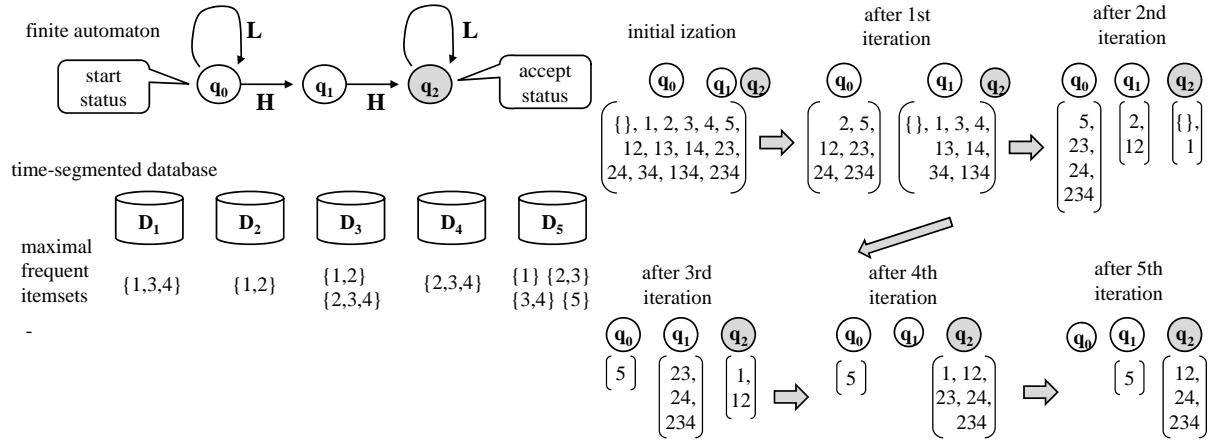 finite automaton
L
L
start
status
q0
H
q1
H
q2
accept
status
time-segmented database
D1
D2
D3
D4
D5
maximal
frequent
itemsets
{1,3,4}
{1,2}
{1,2}
{2,3,4}
{2,3,4}
{1} {2,3}
{3,4} {5}
-
initial ization
q0
q1
q2
{}, 1, 2, 3, 4, 5,
12, 13, 14, 23,
24, 34, 134, 234
after 1st
iteration
q0
q1
q2
2, 5,
12, 23,
24, 234
{}, 1, 3, 4,
13, 14,
34, 134
after 2nd
iteration
q0
q1
q2
5,
23,
24,
234
2,
12
{},
1
after 3rd
iteration
q0
q1
q2
5
23,
24,
234
1,
12
after 4th
iteration
q0
q1
q2
5
1, 12,
23, 24,
234
after 5th
iteration
q0
q1
q2
5
12,
24,
234